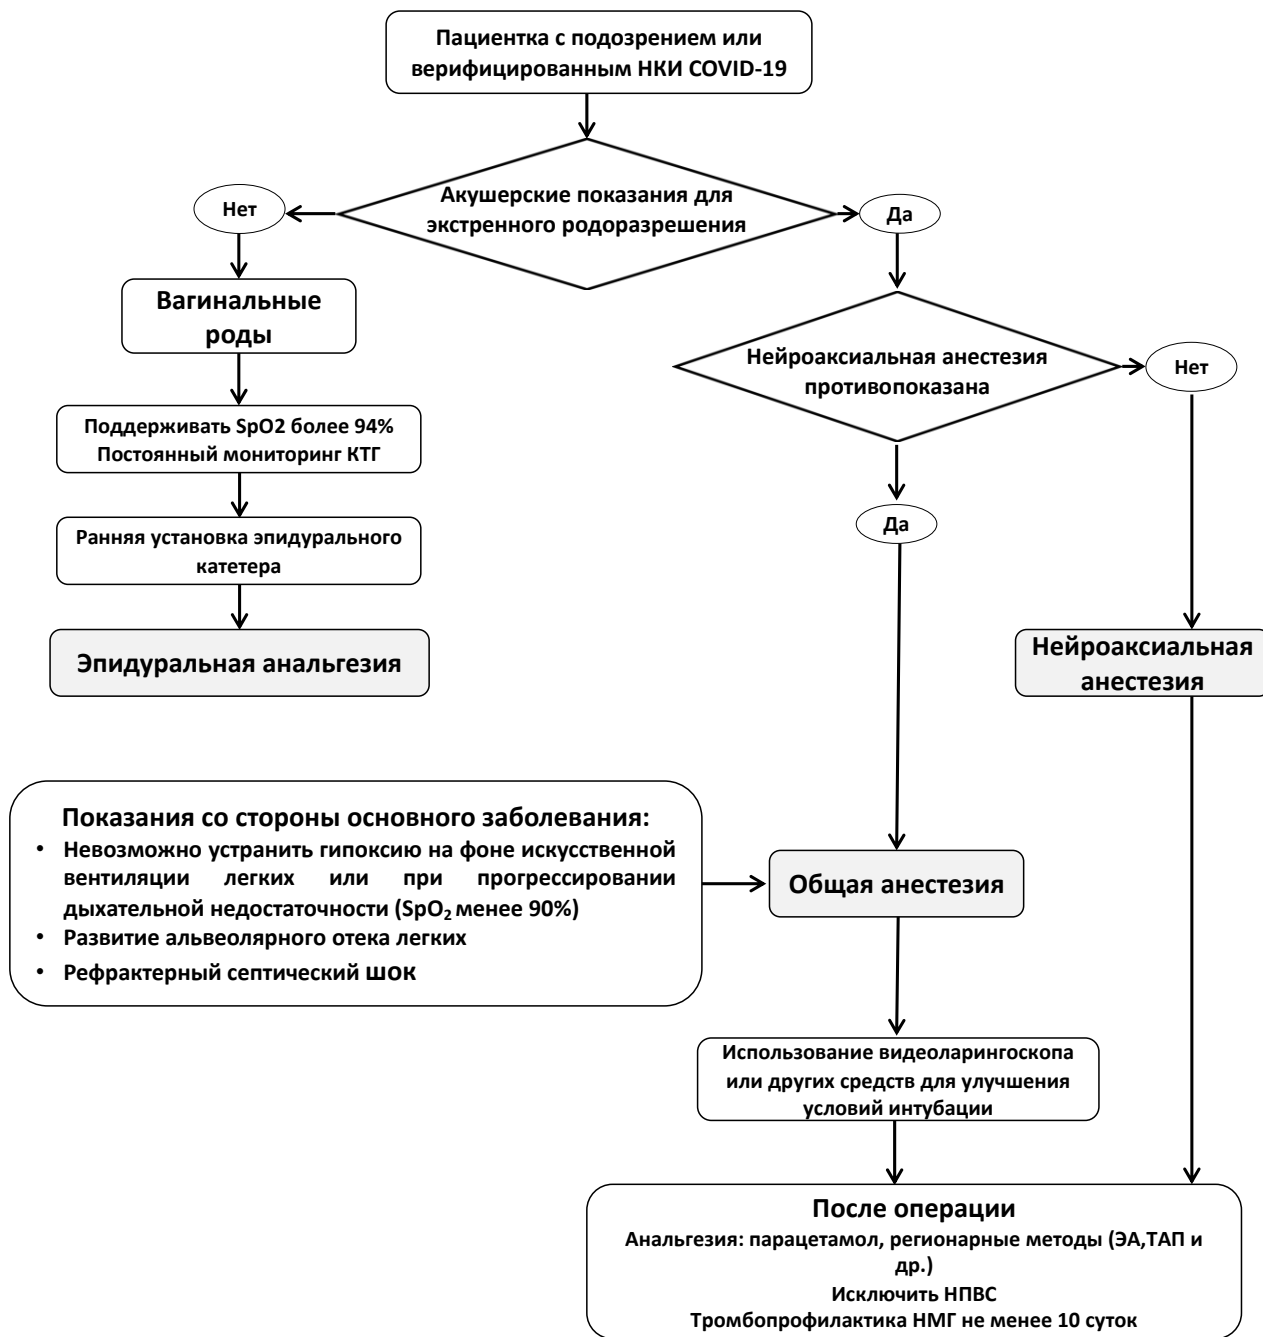 Пациентка с подозрением или
верифицированным НКИ COVID-19
Акушерские показания для
экстренного родоразрешения
Нет
Да
Вагинальные
роды
Нейроаксиальная анестезия
противопоказана
Нет
Поддерживать SpO2 более 94%
Постоянный мониторинг КТГ
Да
Ранняя установка эпидурального
катетера
Эпидуральная анальгезия
Нейроаксиальная
анестезия
Показания со стороны основного заболевания:
• Невозможно устранить гипоксию на фоне искусственной
вентиляции легких или при прогрессировании
дыхательной недостаточности (SpO₂ менее 90%)
• Развитие альвеолярного отека легких
• Рефрактерный септический шок
Общая анестезия
Использование видеоларингоскопа
или других средств для улучшения
условий интубации
После операции
Анальгезия: парацетамол, регионарные методы (ЭА,ТАП и
др.)
Исключить НПВС
Тромбопрофилактика НМГ не менее 10 суток